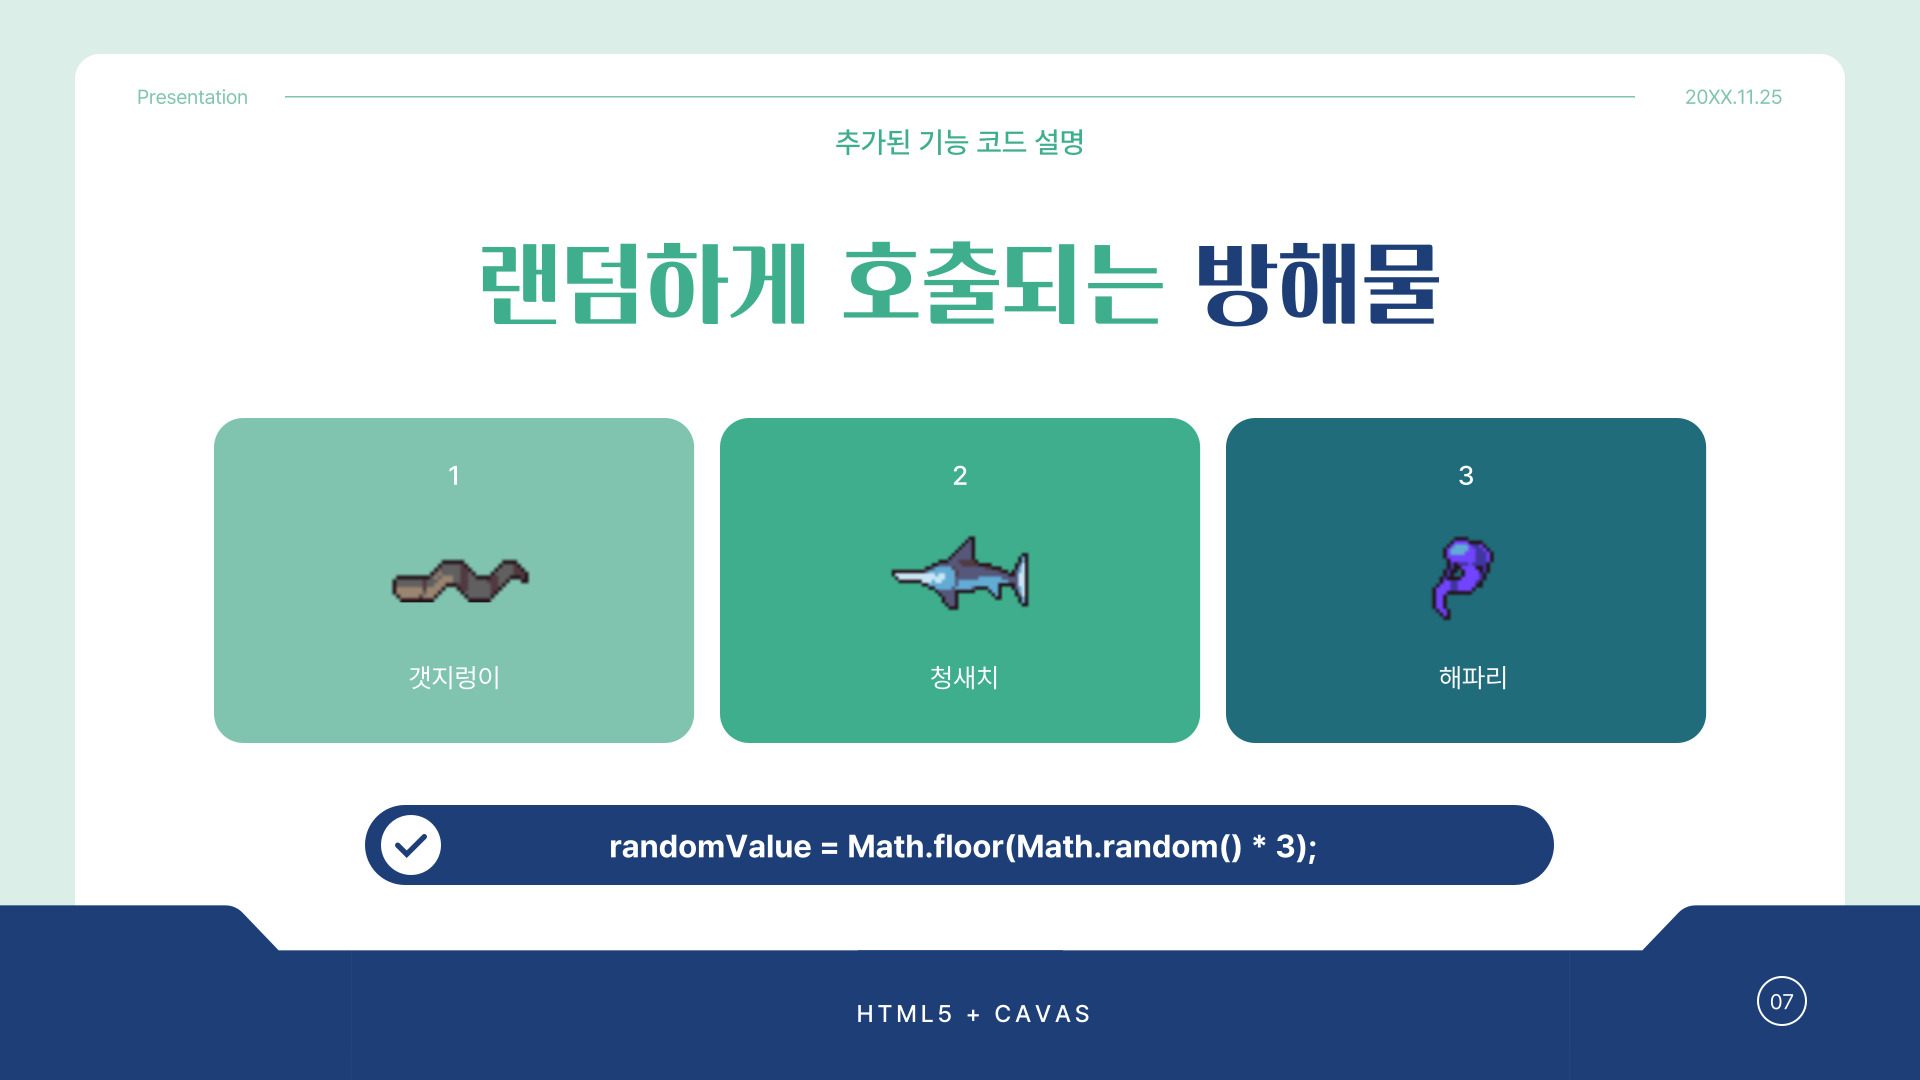 Presentation
20XX.11.25
추가된 기능 코드 설명
랜덤하게 호출되는 방해물
1
2
3
갯지렁이
청새치
해파리
randomValue = Math.floor(Math.random() * 3);
HTML5 + CAVAS
07